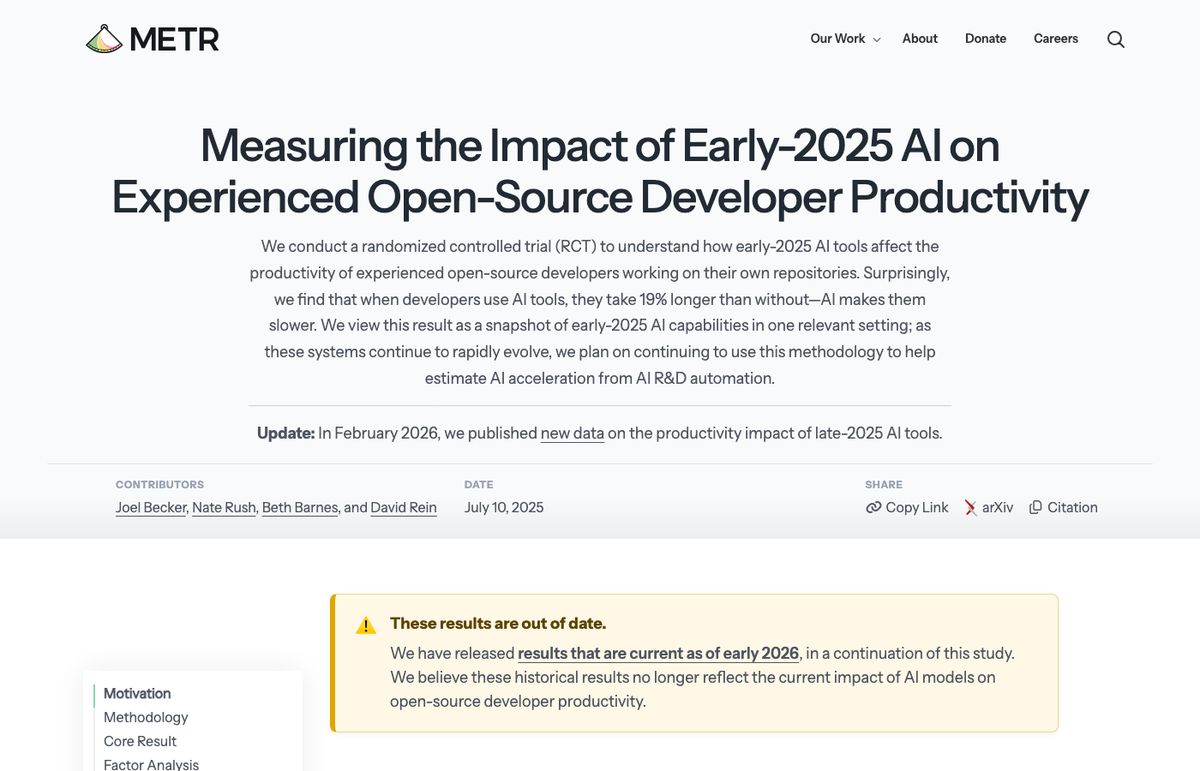 METR
Our Work
About
Donate
Careers
Measuring the Impact of Early-2025 AI on
Experienced Open-Source Developer Productivity
We conduct a randomized controlled trial (RCT) to understand how early-2025 AI tools affect the
productivity of experienced open-source developers working on their own repositories. Surprisingly,
we find that when developers use AI tools, they take 19% longer than without—AI makes them
slower. We view this result as a snapshot of early-2025 AI capabilities in one relevant setting; as
these systems continue to rapidly evolve, we plan on continuing to use this methodology to help
estimate AI acceleration from AI R&D automation.
Update: In February 2026, we published new data on the productivity impact of late-2025 AI tools.
CONTRIBUTORS
Joel Becker, Nate Rush, Beth Barnes, and David Rein
DATE
July 10, 2025
SHARE
Copy Link
arXiv
Citation
These results are out of date.
We have released results that are current as of early 2026, in a continuation of this study.
We believe these historical results no longer reflect the current impact of AI models on
open-source developer productivity.
Motivation
Methodology
Core Result
Factor Analysis